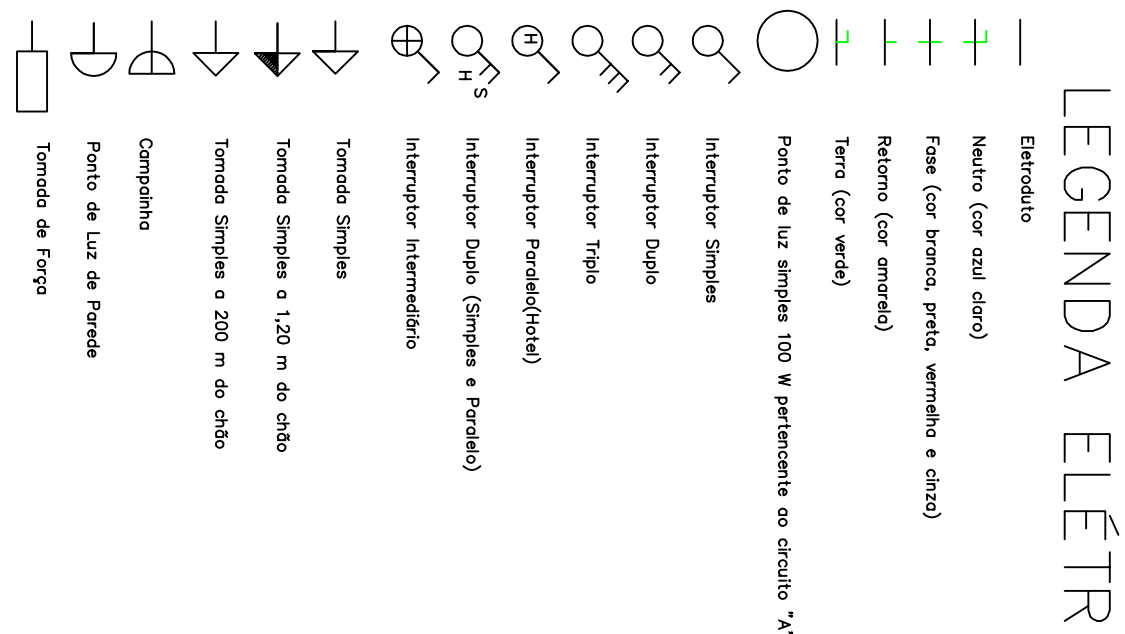 LEGENDA ELÉTR
Eletroduto
Neutro (cor azul claro)
Fase (cor branca, preta, vermelha e cinza)
Retorno (cor amarela)
Terra (cor verde)
Ponto de luz simples 100 W pertencente ao circuito "A'
Interruptor Simples
Interruptor Duplo
Interruptor Triplo
H Interruptor Paralelo(Hotel)
S
H
Interruptor Duplo (Simples e Paralelo)
Interruptor Intermediário
Tomada Simples
Tomada Simples a 1,20 m do chão
Tomada Simples a 200 m do chão
Campainha
Ponto de Luz de Parede
Tomada de Força